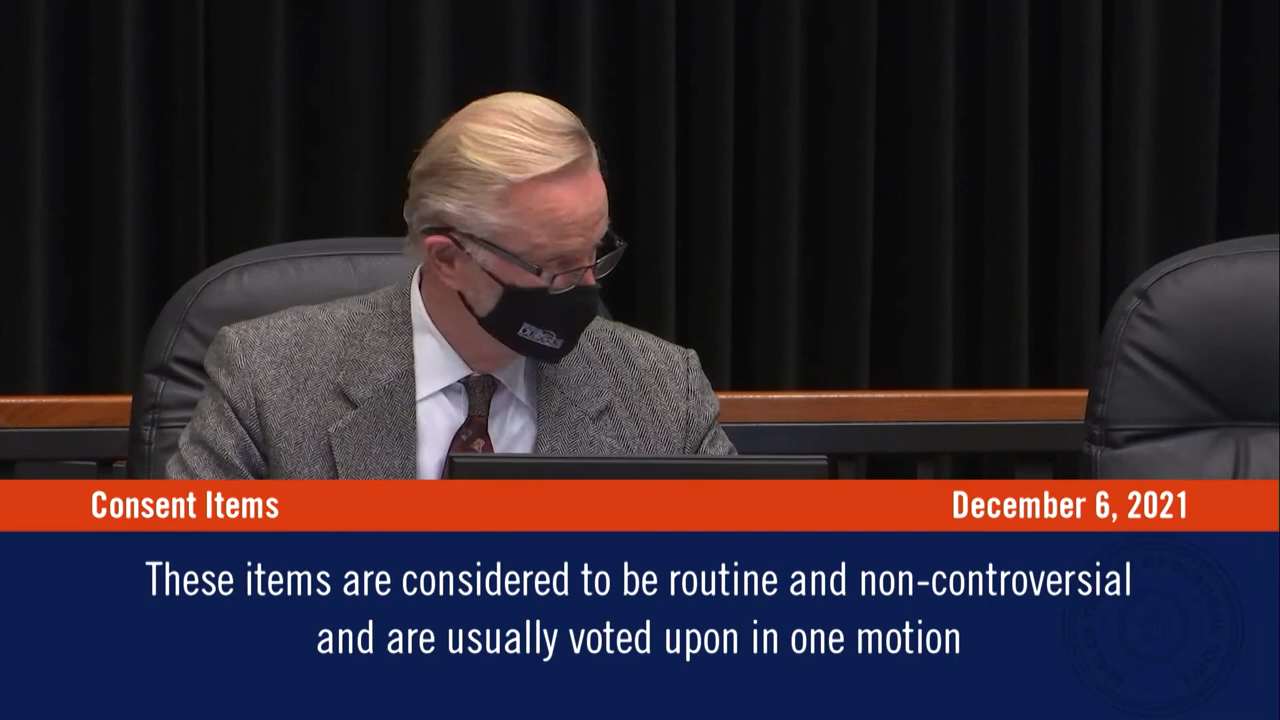 Consent Items
December 6, 2021
These items are considered to be routine and non-controversial
and are usually voted upon in one motion